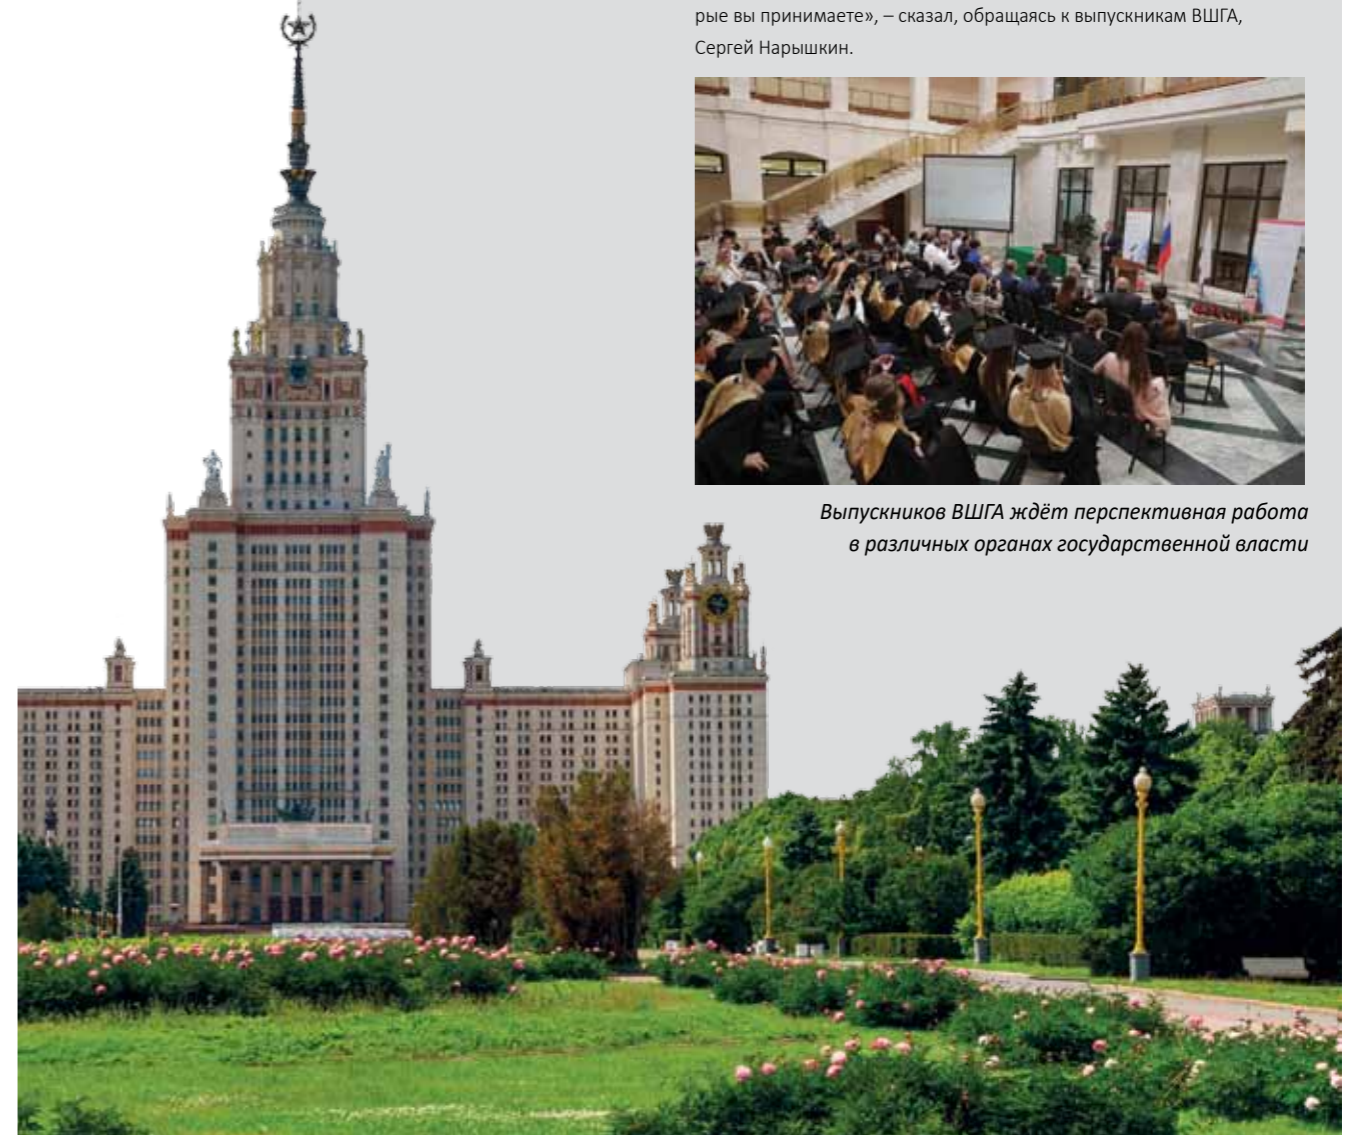 рые вы принимаете», – сказал, обращаясь к выпускникам ВШГА,
Сергей Нарышкин.
Выпускников ВШГА ждёт перспективная работа
в различных органах государственной власти